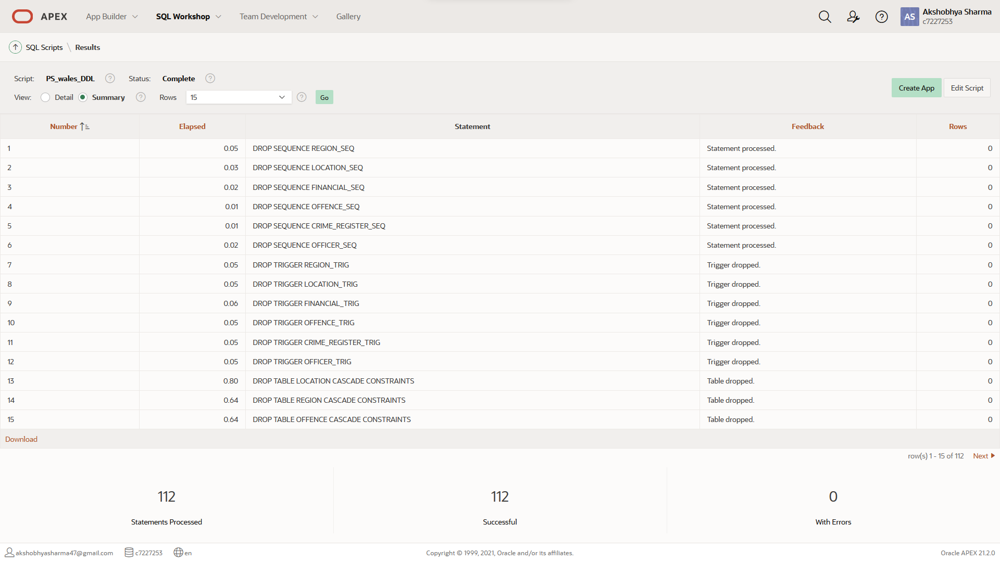 APEX App Builder SQL Workshop Team Development Gallery AS Akshobhya Sharma
c7227253
SQL Scripts \ Results
Script: PS_wales_DDL ? Status: Complete ?
View: Detail Summary ? Rows 15 ? Go Create App Edit Script
Number Elapsed Statement Feedback Rows
1 0.05 DROP SEQUENCE REGION_SEQ Statement processed. 0
2 0.03 DROP SEQUENCE LOCATION_SEQ Statement processed. 0
3 0.02 DROP SEQUENCE FINANCIAL_SEQ Statement processed. 0
4 0.01 DROP SEQUENCE OFFENCE_SEQ Statement processed. 0
5 0.01 DROP SEQUENCE CRIME_REGISTER_SEQ Statement processed. 0
6 0.02 DROP SEQUENCE OFFICER_SEQ Statement processed. 0
7 0.05 DROP TRIGGER REGION_TRIG Trigger dropped. 0
8 0.05 DROP TRIGGER LOCATION_TRIG Trigger dropped. 0
9 0.06 DROP TRIGGER FINANCIAL_TRIG Trigger dropped. 0
10 0.05 DROP TRIGGER OFFENCE_TRIG Trigger dropped. 0
11 0.05 DROP TRIGGER CRIME_REGISTER_TRIG Trigger dropped. 0
12 0.05 DROP TRIGGER OFFICER_TRIG Trigger dropped. 0
13 0.80 DROP TABLE LOCATION CASCADE CONSTRAINTS Table dropped. 0
14 0.64 DROP TABLE REGION CASCADE CONSTRAINTS Table dropped. 0
15 0.64 DROP TABLE OFFENCE CASCADE CONSTRAINTS Table dropped. 0
Download
row(s) 1 - 15 of 112 Next
112 112 0
Statements Processed Successful With Errors
akshobhyasharma47@gmail.com c7227253 en Copyright © 1999, 2021, Oracle and/or its affiliates. Oracle APEX 21.2.0